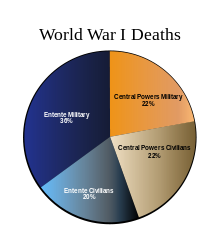 World War I Deaths
Central Powers Military
22%
Entente Military
36%
Central Powers Civilians
22%
Entente Civilians
20%